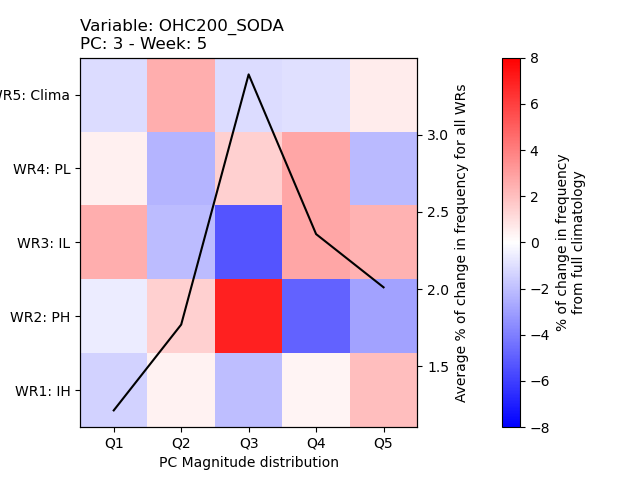 Variable: OHC200_SODA
PC: 3 - Week: 5
WR5: Clima
WR4: PL
WR3: IL
WR2: PH
WR1: IH
Q1 Q2 Q3 Q4 Q5
PC Magnitude distribution
3.0
2.5
2.0
1.5
Average % of change in frequency for all WRs
8
6
4
2
0
−2
−4
−6
−8
% of change in frequency
from full climatology